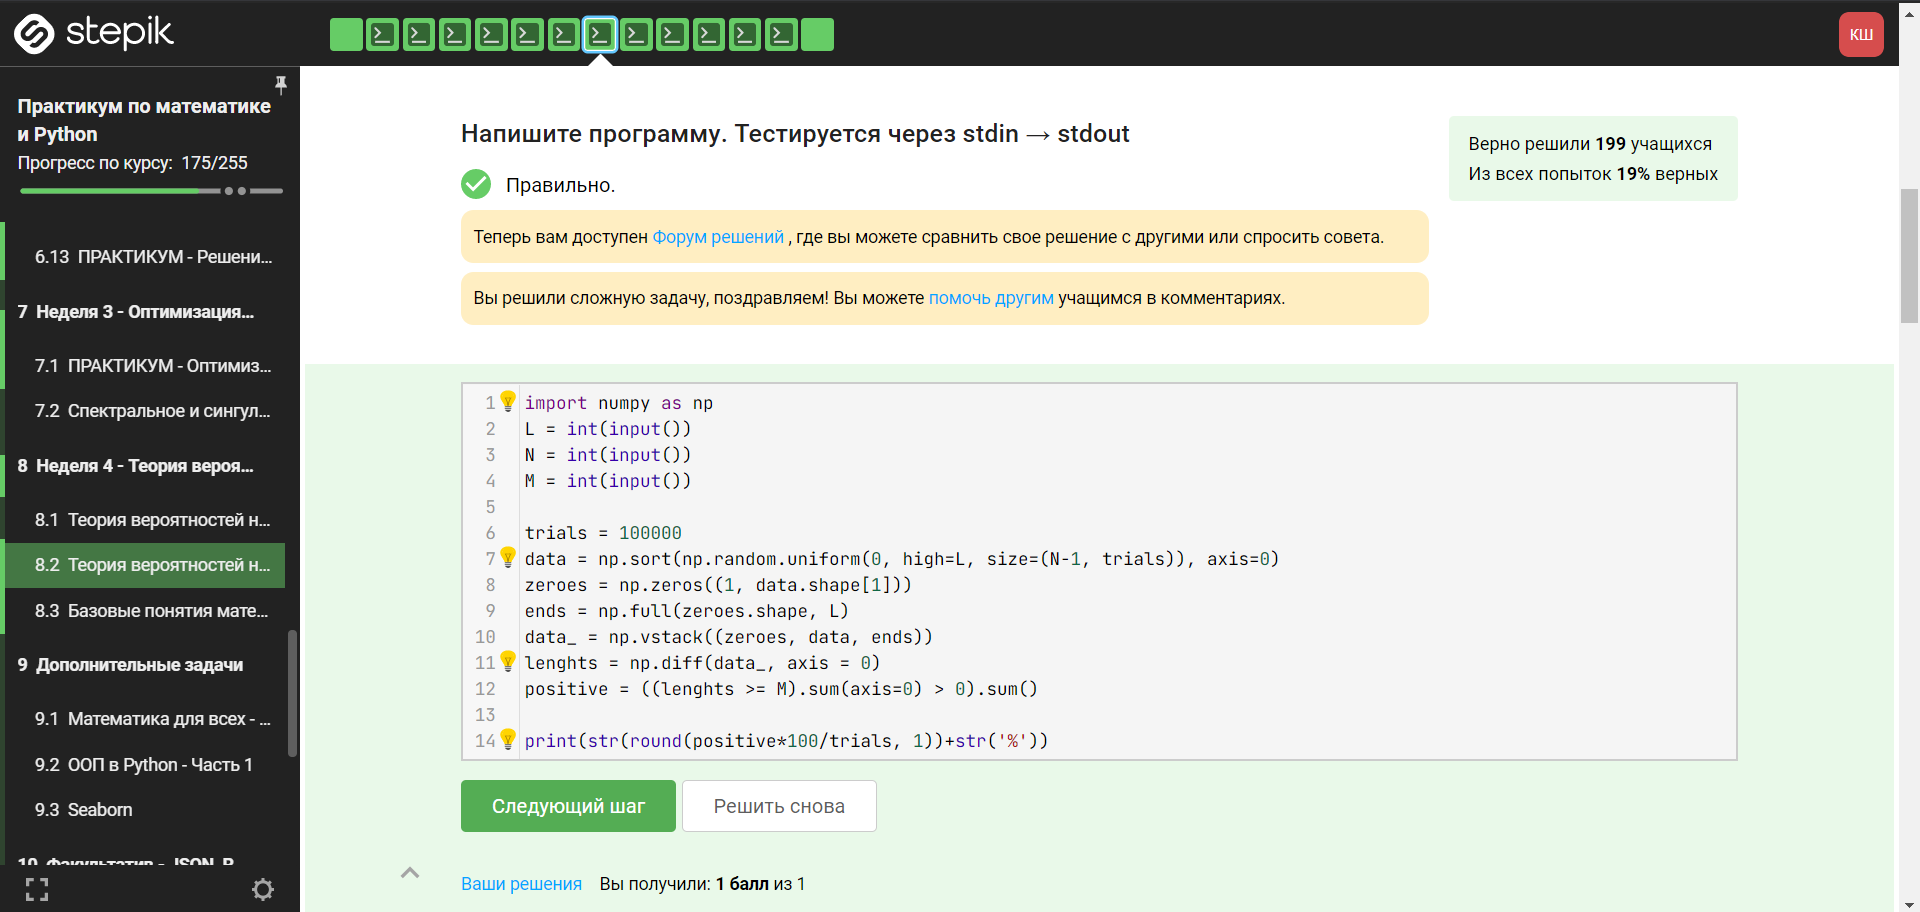 stepik
КШ
Практикум по математике
и Python
Прогресс по курсу: 175/255
6.13 ПРАКТИКУМ - Решени...
7 Неделя 3 - Оптимизация...
7.1 ПРАКТИКУМ - Оптимиз...
7.2 Спектральное и сингул...
8 Неделя 4 - Теория вероя...
8.1 Теория вероятностей н...
8.2 Теория вероятностей н...
8.3 Базовые понятия мате...
9 Дополнительные задачи
9.1 Математика для всех - ...
9.2 ООП в Python - Часть 1
9.3 Seaborn
10 Факультатив - JSON, P
Напишите программу. Тестируется через stdin → stdout
Правильно.
Верно решили 199 учащихся
Из всех попыток 19% верных
Теперь вам доступен Форум решений , где вы можете сравнить свое решение с другими или спросить совета.
Вы решили сложную задачу, поздравляем! Вы можете помочь другим учащимся в комментариях.
1 import numpy as np
2 L = int(input())
3 N = int(input())
4 M = int(input())
5
6 trials = 100000
7 data = np.sort(np.random.uniform(0, high=L, size=(N-1, trials)), axis=0)
8 zeroes = np.zeros((1, data.shape[1]))
9 ends = np.full(zeroes.shape, L)
10 data_ = np.vstack((zeroes, data, ends))
11 lenghts = np.diff(data_, axis = 0)
12 positive = ((lenghts >= M).sum(axis=0) > 0).sum()
13
14 print(str(round(positive*100/trials, 1))+str('%'))
Следующий шаг
Решить снова
Ваши решения Вы получили: 1 балл из 1